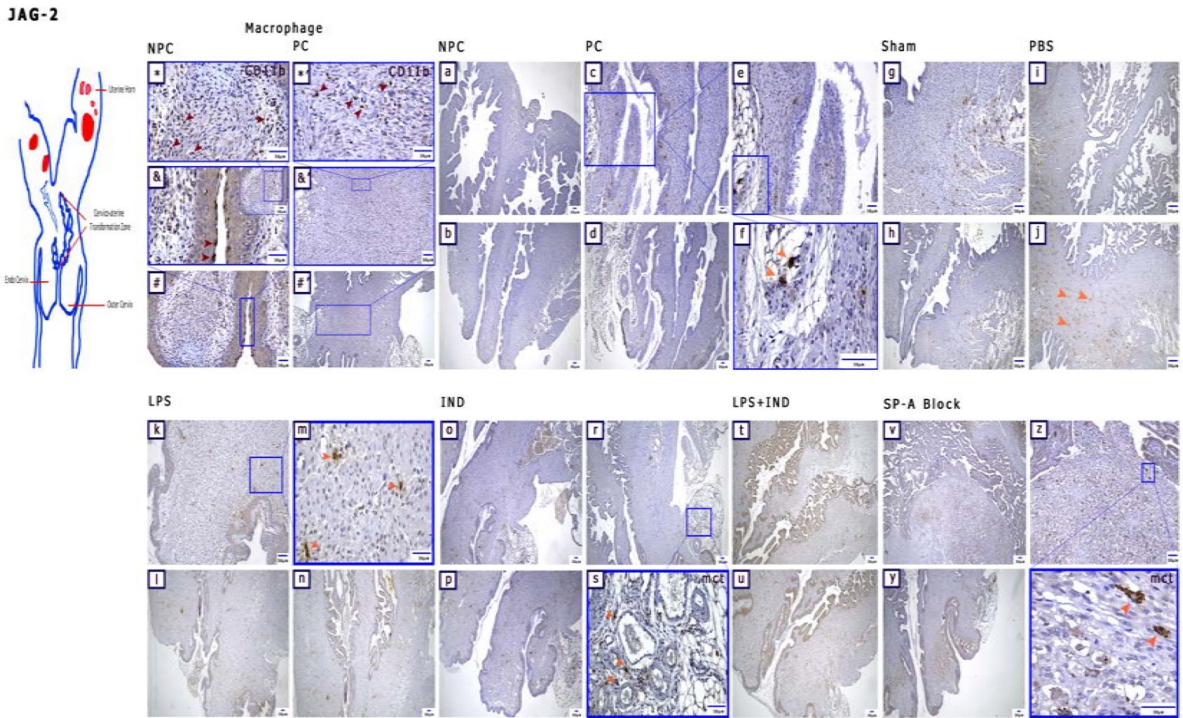 JAG-2
Macrophage
NPC
PC
NPC
PC
Sham
PBS
*
CD11b
*'
CD11b
a
c
e
g
i
&
&'
b
d
f
h
j
#
#'
Uterine Horn
Cervico-uterine
Transformation Zone
Endo Cervix
Outer Cervix
LPS
IND
LPS+IND
SP-A Block
k
m
o
r
t
v
z
l
n
p
s
mct
u
y
mct